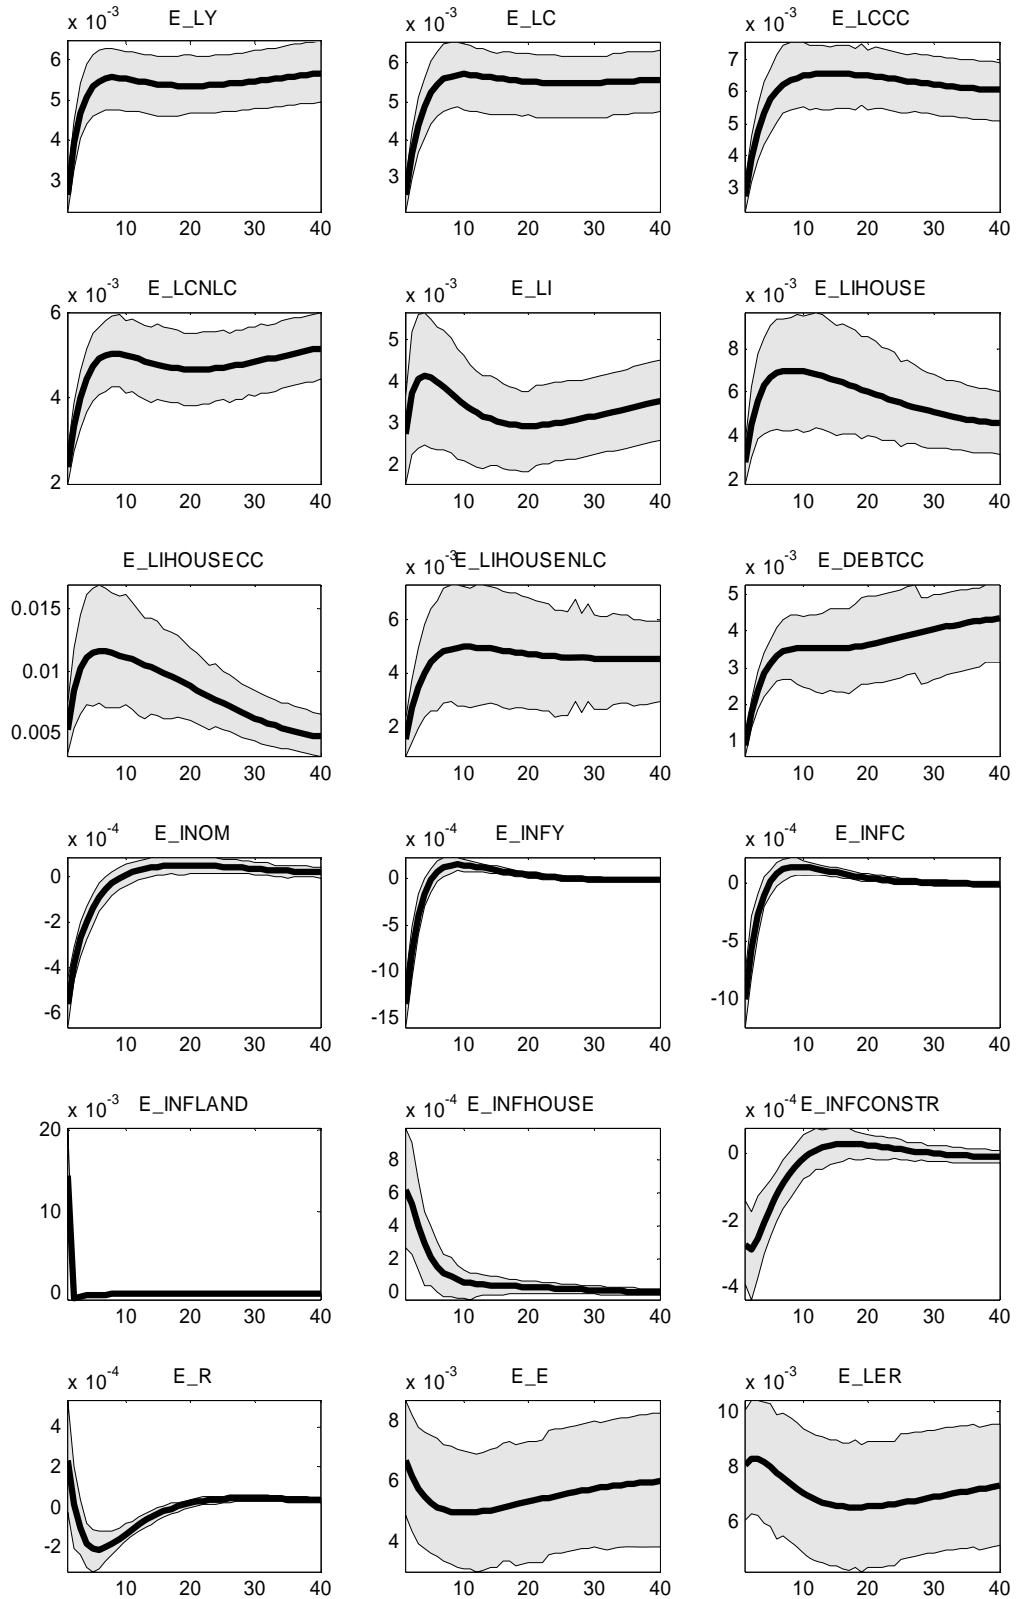 x 10-3 E_LY
6
5
4
3
10 20 30 40
x 10-3 E_LC
6
5
4
3
10 20 30 40
x 10-3 E_LCCC
7
6
5
4
3
10 20 30 40
x 10-3 E_LCNLC
6
4
2
10 20 30 40
x 10-3 E_LI
5
4
3
2
10 20 30 40
x 10-3 E_LIHOUSE
8
6
4
2
10 20 30 40
E_LIHOUSECC
0.015
0.01
0.005
10 20 30 40
x 10-3 E_LIHOUSENLC
6
4
2
10 20 30 40
x 10-3 E_DEBTCC
5
4
3
2
1
10 20 30 40
x 10-4 E_INOM
0
-2
-4
-6
10 20 30 40
x 10-4 E_INFY
0
-5
-10
-15
10 20 30 40
x 10-4 E_INFC
0
-5
-10
10 20 30 40
x 10-3 E_INFLAND
20
10
0
10 20 30 40
x 10-4 E_INFHOUSE
8
6
4
2
0
10 20 30 40
x 10-4 E_INFCONSTR
0
-2
-4
10 20 30 40
x 10-4 E_R
4
2
0
-2
10 20 30 40
x 10-3 E_E
8
6
4
10 20 30 40
x 10-3 E_LER
10
8
6
10 20 30 40